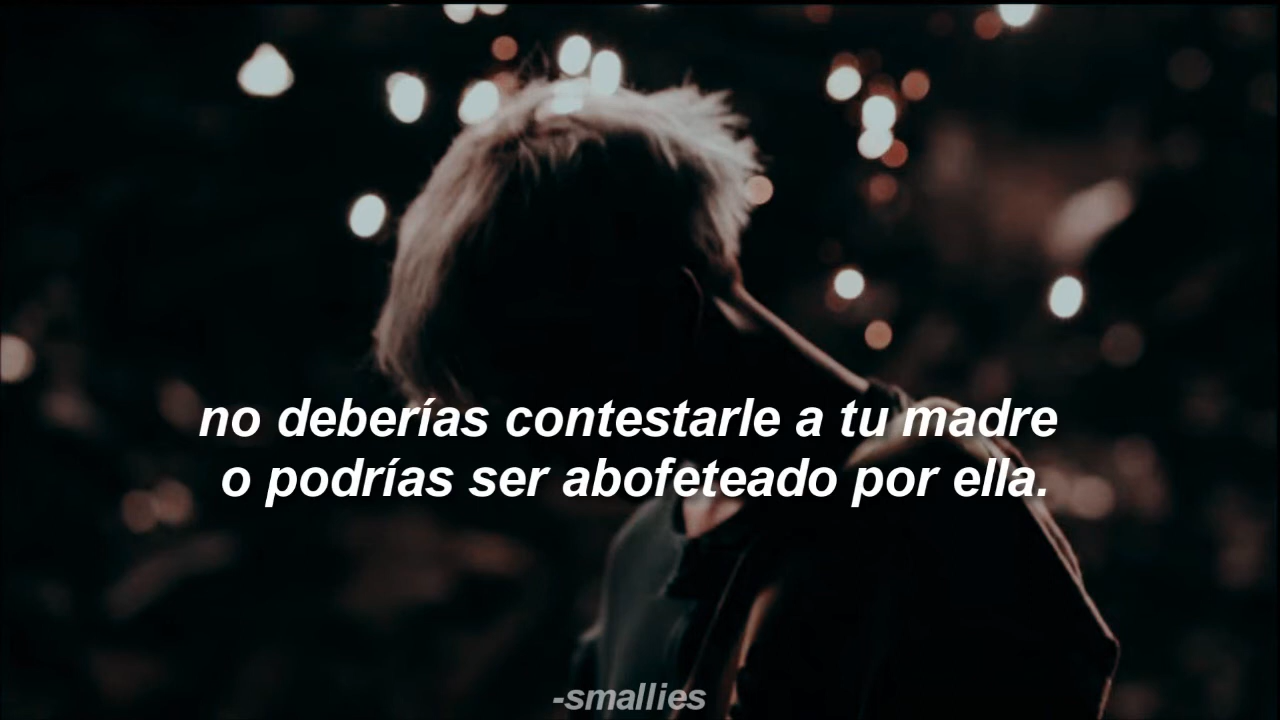 no deberías contestarle a tu madre
o podrías ser abofeteado por ella.
-smallies